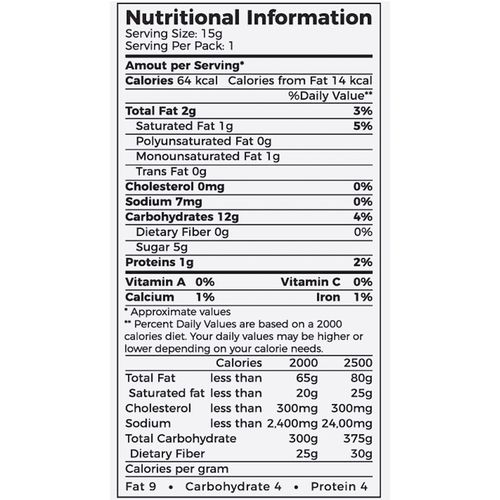 Nutritional Information
Serving Size: 15g
Serving Per Pack: 1
Amout per Serving*
Calories 64 kcal Calories from Fat 14 kcal
%Daily Value**
Total Fat 2g 3%
Saturated Fat 1g 5%
Polyunsaturated Fat 0g
Monounsaturated Fat 1g
Trans Fat 0g
Cholesterol 0mg 0%
Sodium 7mg 0%
Carbohydrates 12g 4%
Dietary Fiber 0g 0%
Sugar 5g
Proteins 1g 2%
Vitamin A 0% Vitamin C 0%
Calcium 1% Iron 1%
* Approximate values
** Percent Daily Values are based on a 2000
calories diet. Your daily values may be higher or
lower depending on your calorie needs.
Calories 2000 2500
Total Fat less than 65g 80g
Saturated fat less than 20g 25g
Cholesterol less than 300mg 300mg
Sodium less than 2,400mg 24,00mg
Total Carbohydrate 300g 375g
Dietary Fiber 25g 30g
Calories per gram
Fat 9 • Carbohydrate 4 • Protein 4